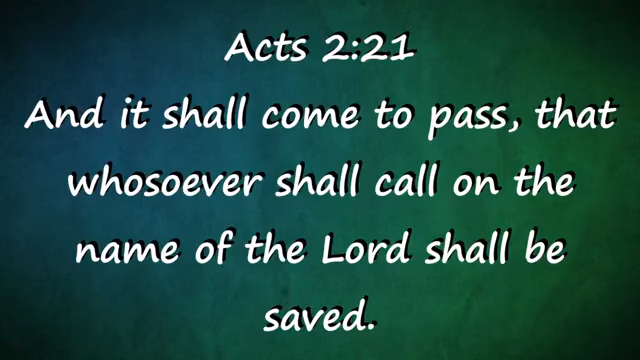 Acts 2:21
And it shall come to pass, that
whosoever shall call on the
name of the Lord shall be
saved.